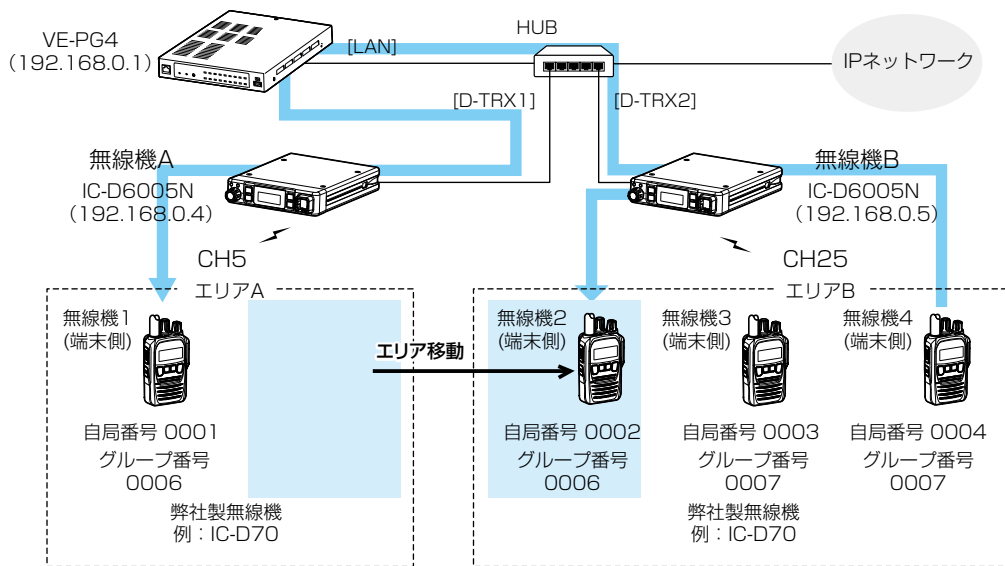 VE-PG4
（192.168.0.1）
[LAN]
HUB
IPネットワーク
[D-TRX1]
[D-TRX2]
無線機A
IC-D6005N
（192.168.0.4）
無線機B
IC-D6005N
（192.168.0.5）
CH5
CH25
エリアA
エリアB
無線機1
(端末側)
エリア移動
無線機2
(端末側)
無線機3
(端末側)
無線機4
(端末側)
自局番号 0001
グループ番号
0006
自局番号 0002
グループ番号
0006
自局番号 0003
グループ番号
0007
自局番号 0004
グループ番号
0007
弊社製無線機
例：IC-D70
弊社製無線機
例：IC-D70